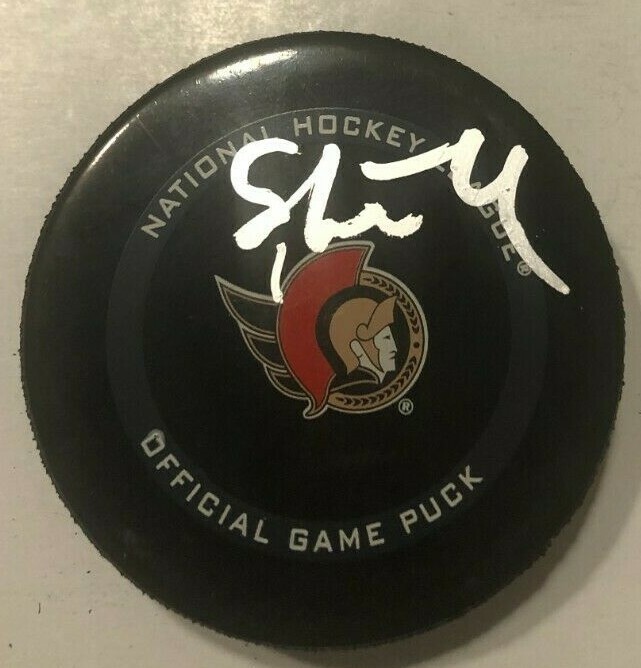 NATIONAL HOCKEY LEAGUE®
®
OFFICIAL GAME PUCK